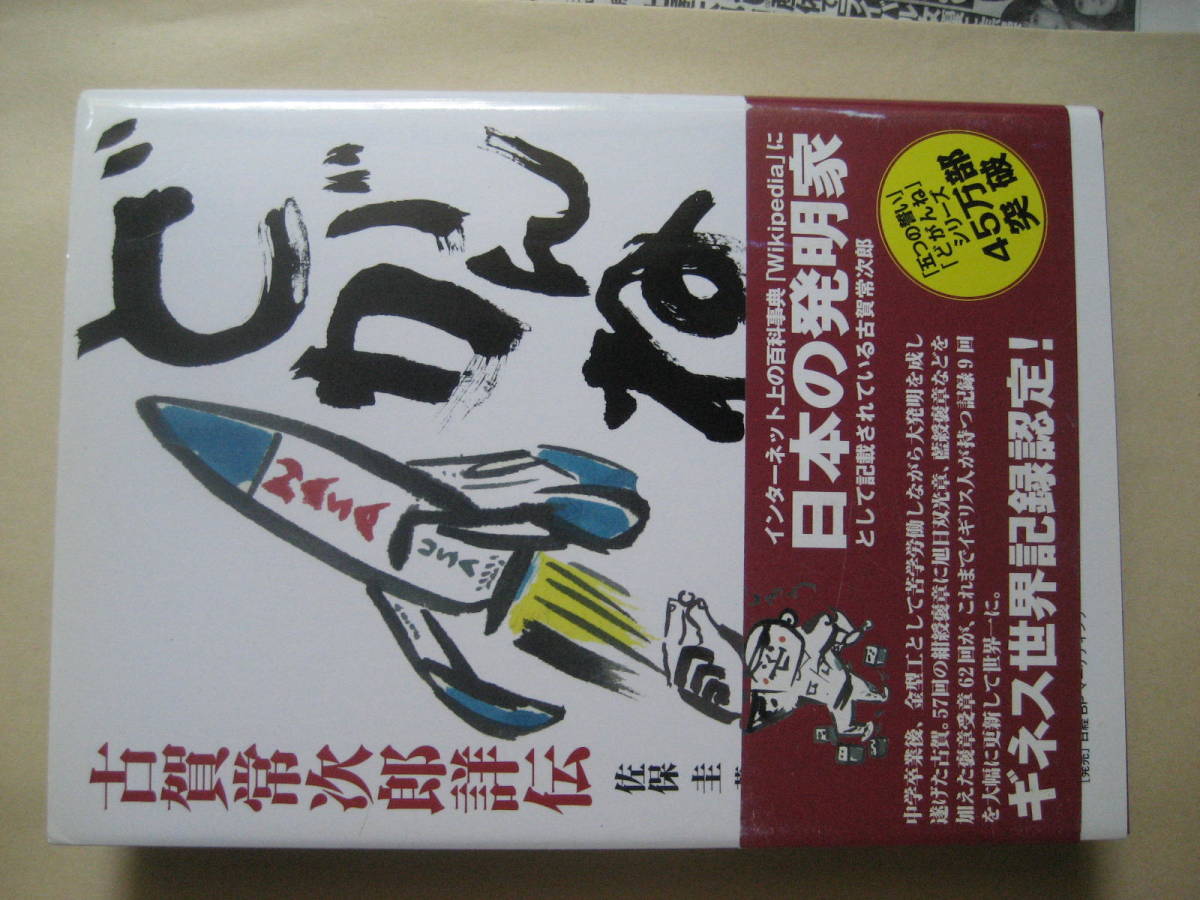 どがんね
NASA
USA
古賀常次郎詳伝
佐保 圭
インターネット上の百科事典「Wikipedia」に
日本の発明家
として記載されている古賀常次郎
「五つの誓い」
「どがんね」
シリーズ
45万部
突破
中学卒業後、金型工として苦学労働しながら大発明を成し
遂げた古賀。57回の紺綬褒章に旭日双光章、藍綬褒章などを
加えた褒章受章62回が、これまでイギリス人が持つ記録9回
を大幅に更新して世界一に。
ギネス世界記録認定!